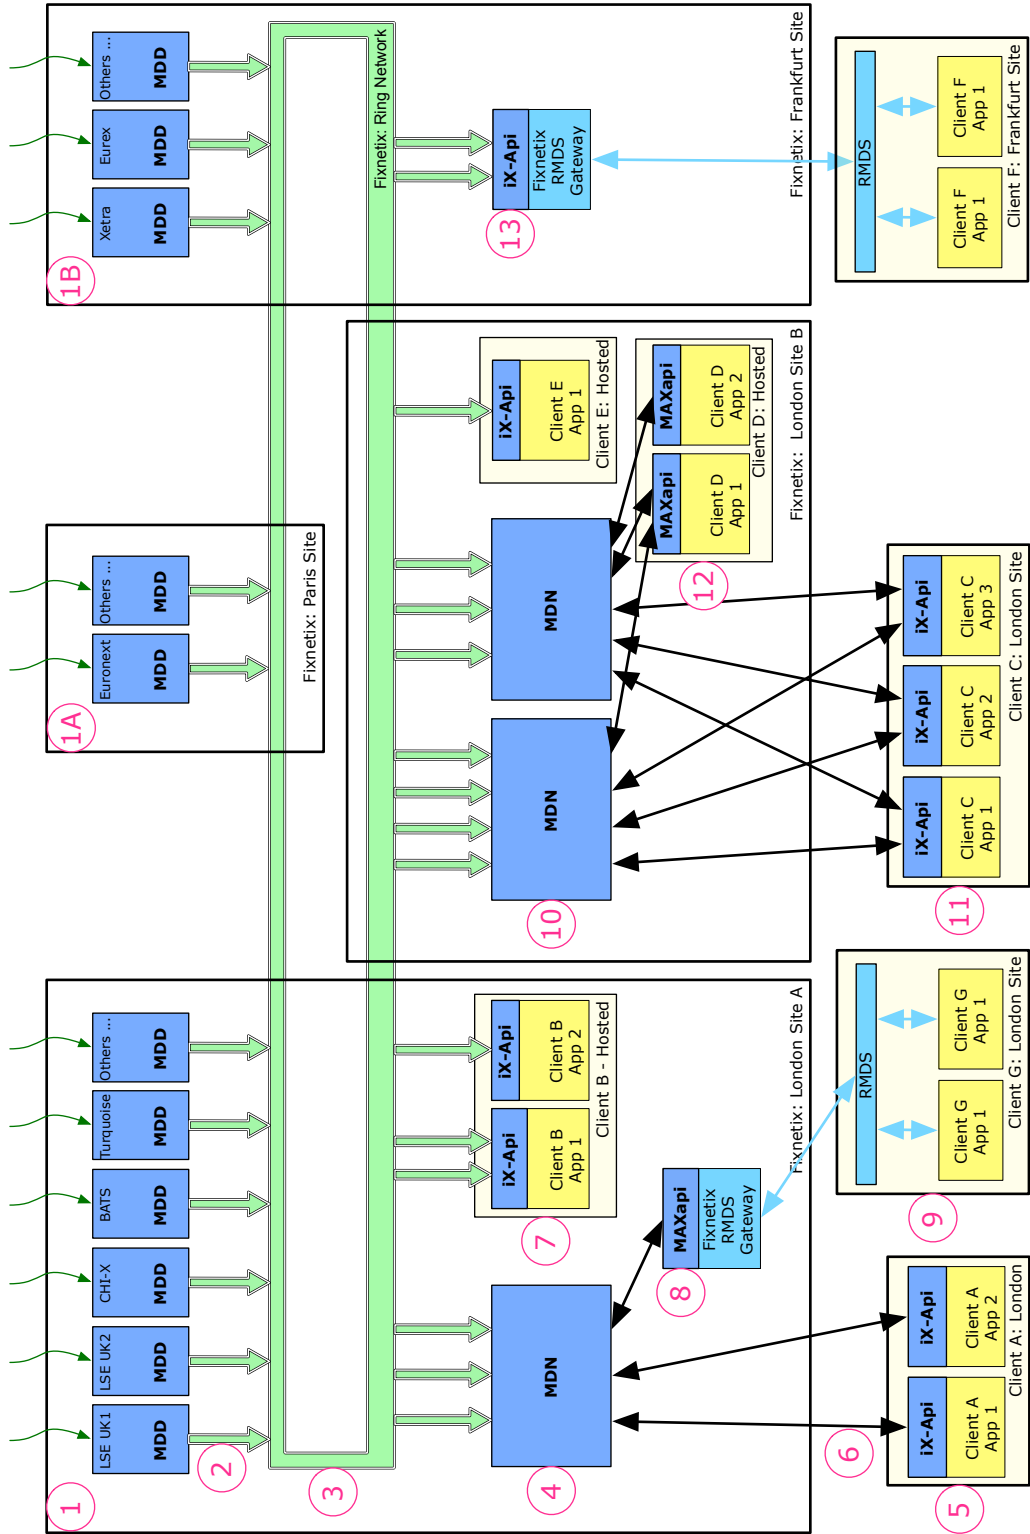 1
LSE UK1
MDD
LSE UK2
MDD
CHI-X
MDD
BATS
MDD
Turquoise
MDD
Others ...
MDD
2
3
4
MDN
iX-Api
Client B
App 1
iX-Api
Client B
App 2
Client B - Hosted
7
8
MAXapi
Fixnetix
RMDS
Gateway
Fixnetix: London Site A
5
6
iX-Api
Client A
App 1
iX-Api
Client A
App 2
Client A: London
9
RMDS
Client G
App 1
Client G
App 1
Client G: London Site
1A
Euronext
MDD
Others ...
MDD
Fixnetix: Paris Site
10
MDN
MDN
iX-Api
Client E
App 1
Client E: Hosted
12
MAXapi
Client D
App 1
MAXapi
Client D
App 2
Client D: Hosted
Fixnetix: London Site B
11
iX-Api
Client C
App 1
iX-Api
Client C
App 2
iX-Api
Client C
App 3
Client C: London Site
1B
Xetra
MDD
Eurex
MDD
Others ...
MDD
Fixnetix: Ring Network
13
iX-Api
Fixnetix
RMDS
Gateway
Fixnetix: Frankfurt Site
RMDS
Client F
App 1
Client F
App 1
Client F: Frankfurt Site